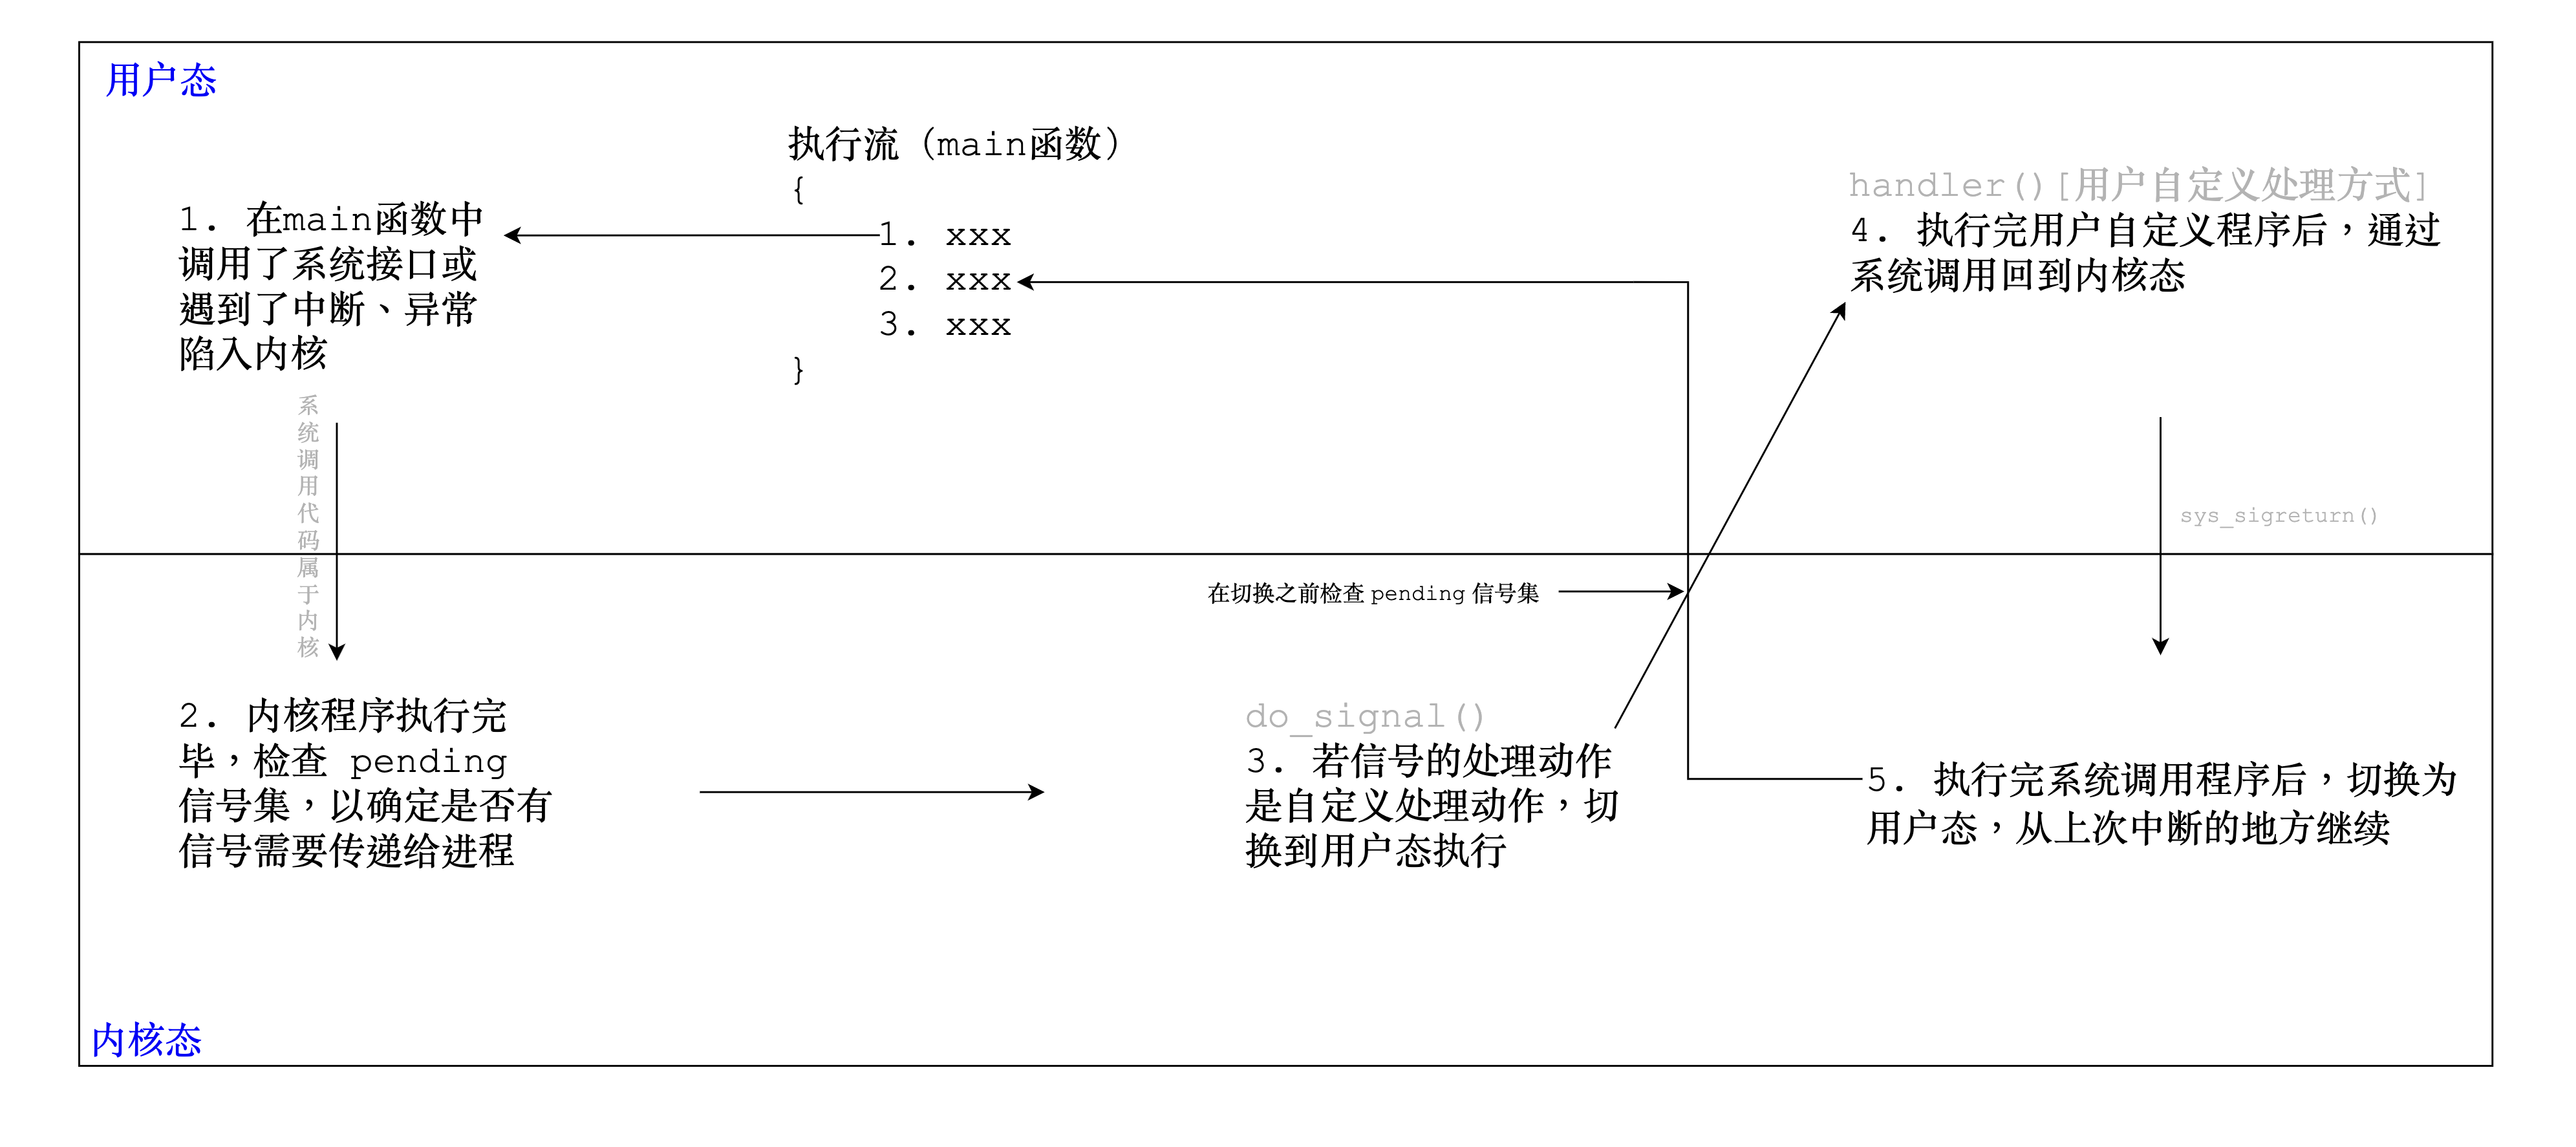 用户态
执行流（main函数）
{
1. xxx
2. xxx
3. xxx
}
1. 在main函数中
调用了系统接口或
遇到了中断、异常
陷入内核
系统调用代码属于内核
2. 内核程序执行完
毕，检查 pending
信号集，以确定是否有
信号需要传递给进程
在切换之前检查 pending 信号集
do_signal()
3. 若信号的处理动作
是自定义处理动作，切
换到用户态执行
handler()[用户自定义处理方式]
4. 执行完用户自定义程序后，通过
系统调用回到内核态
sys_sigreturn()
5. 执行完系统调用程序后，切换为
用户态，从上次中断的地方继续
内核态